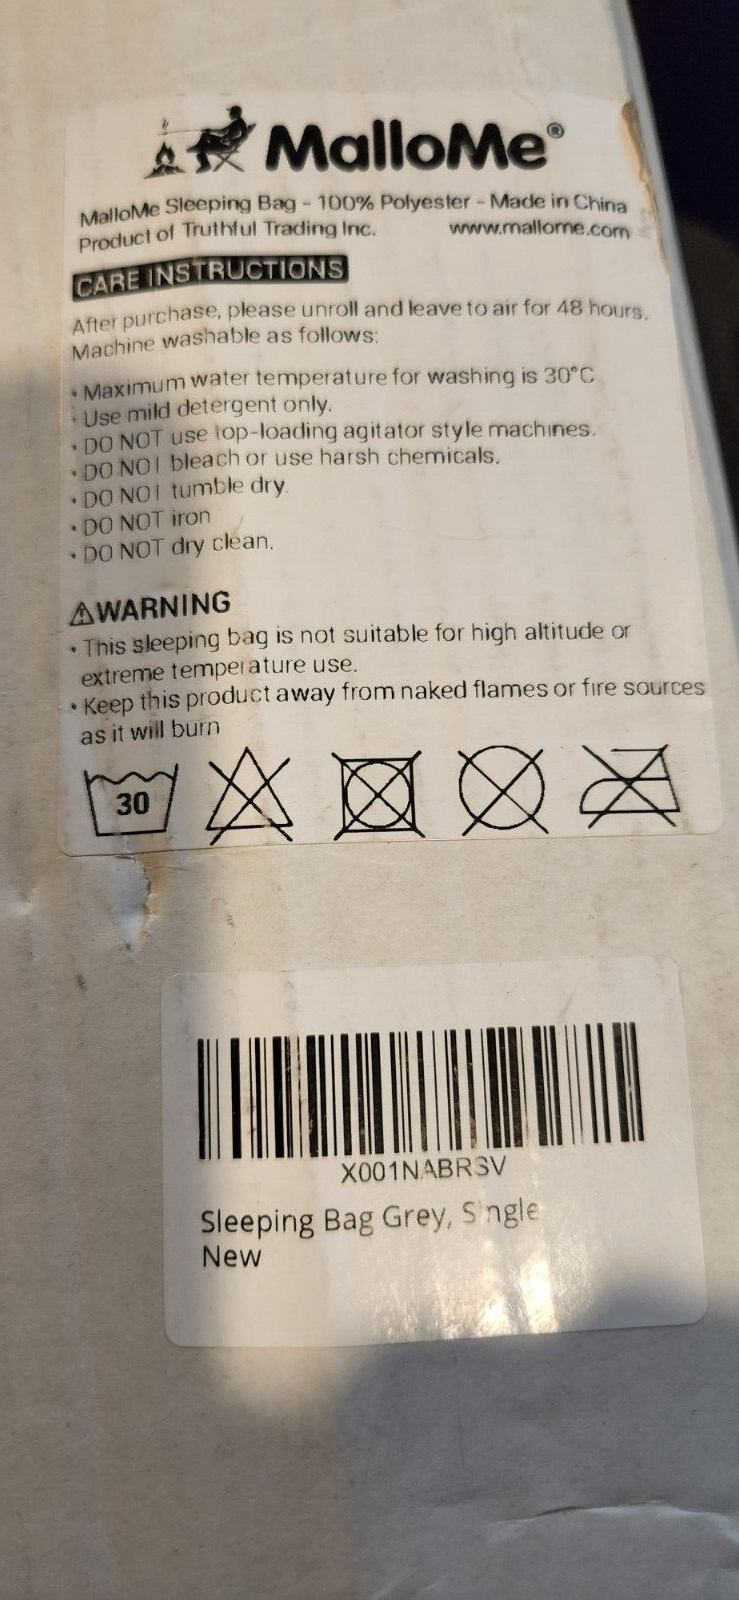 MalloMe®
MalloMe Sleeping Bag - 100% Polyester - Made in China
Product of Truthful Trading Inc. www.mallome.com
CARE INSTRUCTIONS
After purchase, please unroll and leave to air for 48 hours.
Machine washable as follows:
• Maximum water temperature for washing is 30°C
• Use mild detergent only.
• DO NOT use top-loading agitator style machines.
• DO NOT bleach or use harsh chemicals.
• DO NOT tumble dry.
• DO NOT iron
• DO NOT dry clean.
⚠WARNING
• This sleeping bag is not suitable for high altitude or
extreme temperature use.
• Keep this product away from naked flames or fire sources
as it will burn
30
X001NABRSV
Sleeping Bag Grey, Single
New